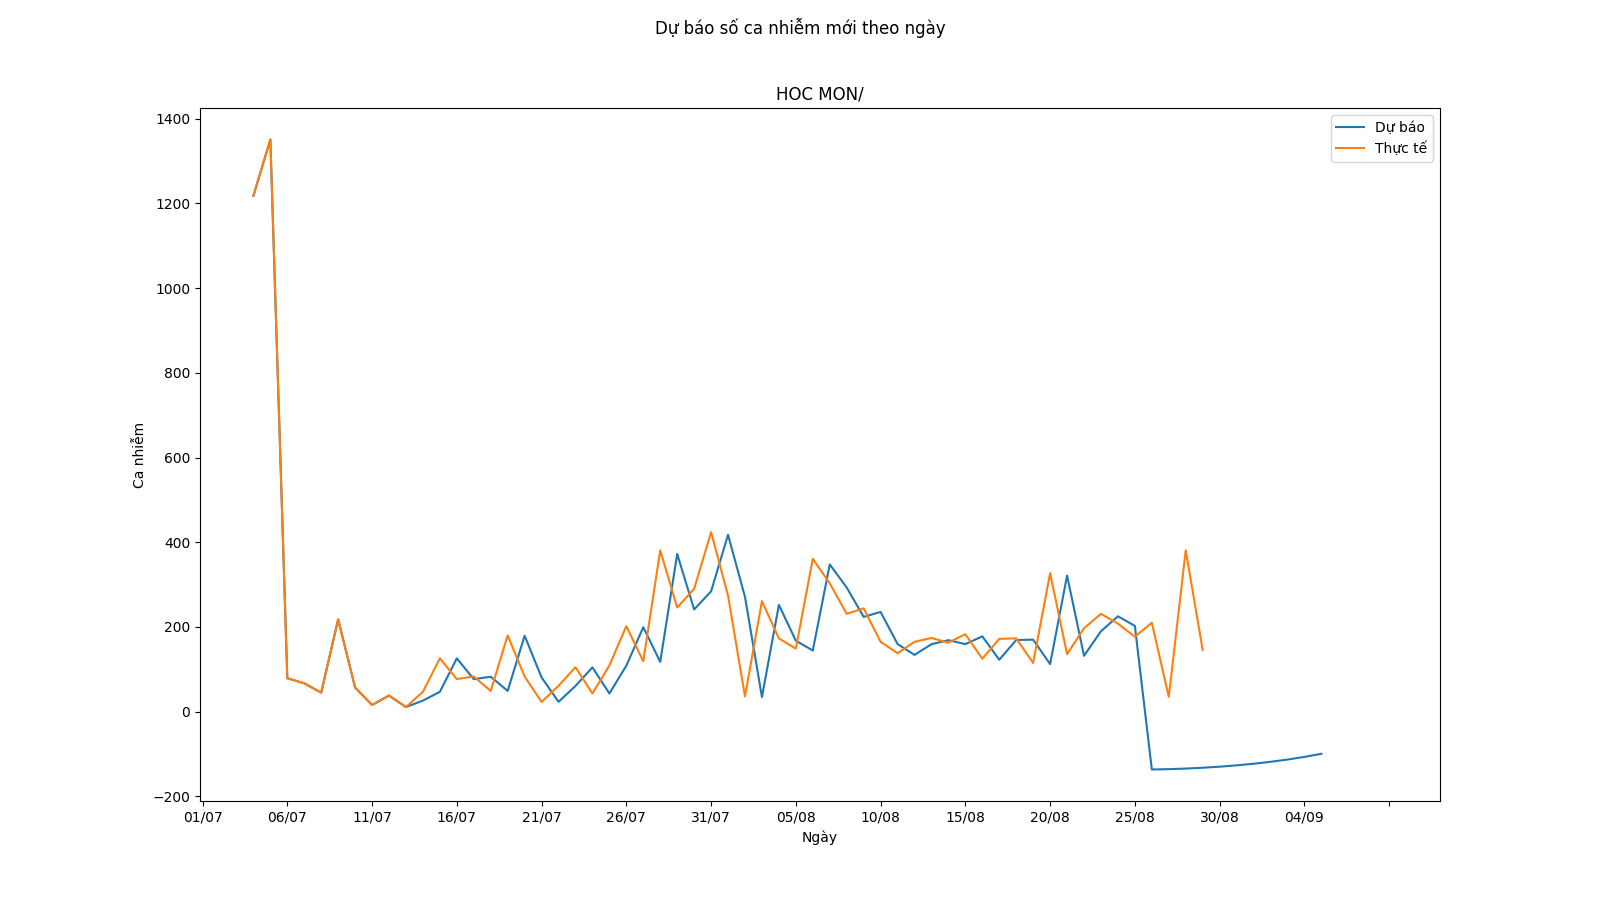 Dự báo số ca nhiễm mới theo ngày
HOC MON/
Dự báo
Thực tế
1400
1200
1000
800
600
400
200
0
−200
Ca nhiễm
01/07 06/07 11/07 16/07 21/07 26/07 31/07 05/08 10/08 15/08 20/08 25/08 30/08 04/09
Ngày